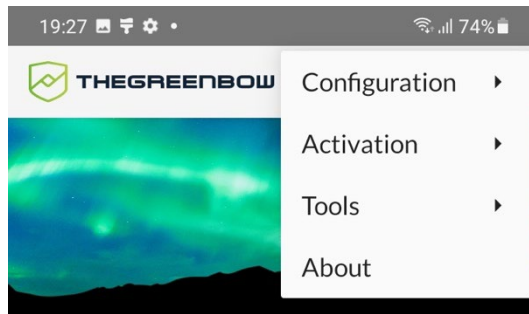 19:27 74%
THEGREENBOW
Configuration
Activation
Tools
About